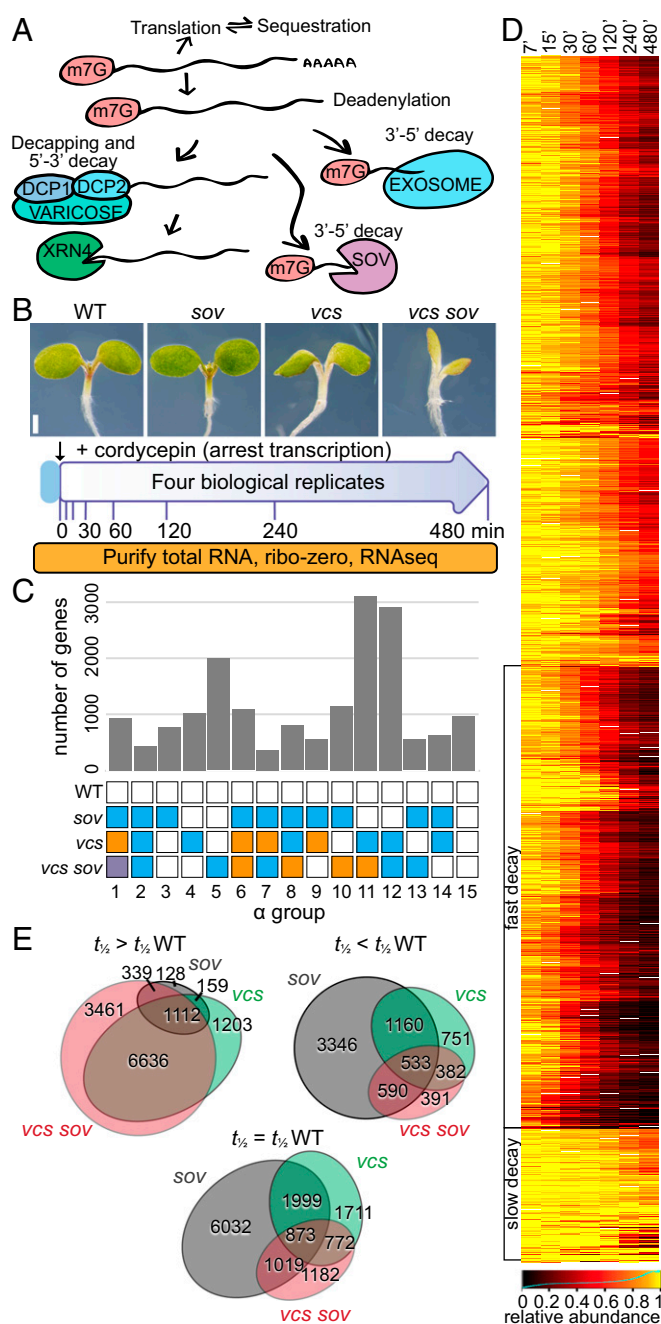 A
Translation ⇌ Sequestration
m7G
AAAAA
m7G
Deadenylation
Decapping and
5'-3' decay
DCP1
DCP2
VARICOSE
3'-5' decay
m7G
EXOSOME
XRN4
3'-5' decay
m7G
SOV
B
WT
sov
vcs
vcs sov
+ cordycepin (arrest transcription)
Four biological replicates
0 30 60 120 240 480 min
Purify total RNA, ribo-zero, RNAseq
C
number of genes
3000
2000
1000
0
WT
sov
vcs
vcs sov
1 2 3 4 5 6 7 8 9 10 11 12 13 14 15
α group
D
7' 15' 30' 60' 120' 240' 480'
fast decay
slow decay
0 0.2 0.4 0.6 0.8 1
relative abundance
E
t½ > t½ WT
sov
vcs
vcs sov
339
128
159
3461
1112
1203
6636
t½ < t½ WT
sov
vcs
vcs sov
3346
1160
751
533
382
590
391
t½ = t½ WT
sov
vcs
vcs sov
6032
1999
1711
873
772
1019
1182